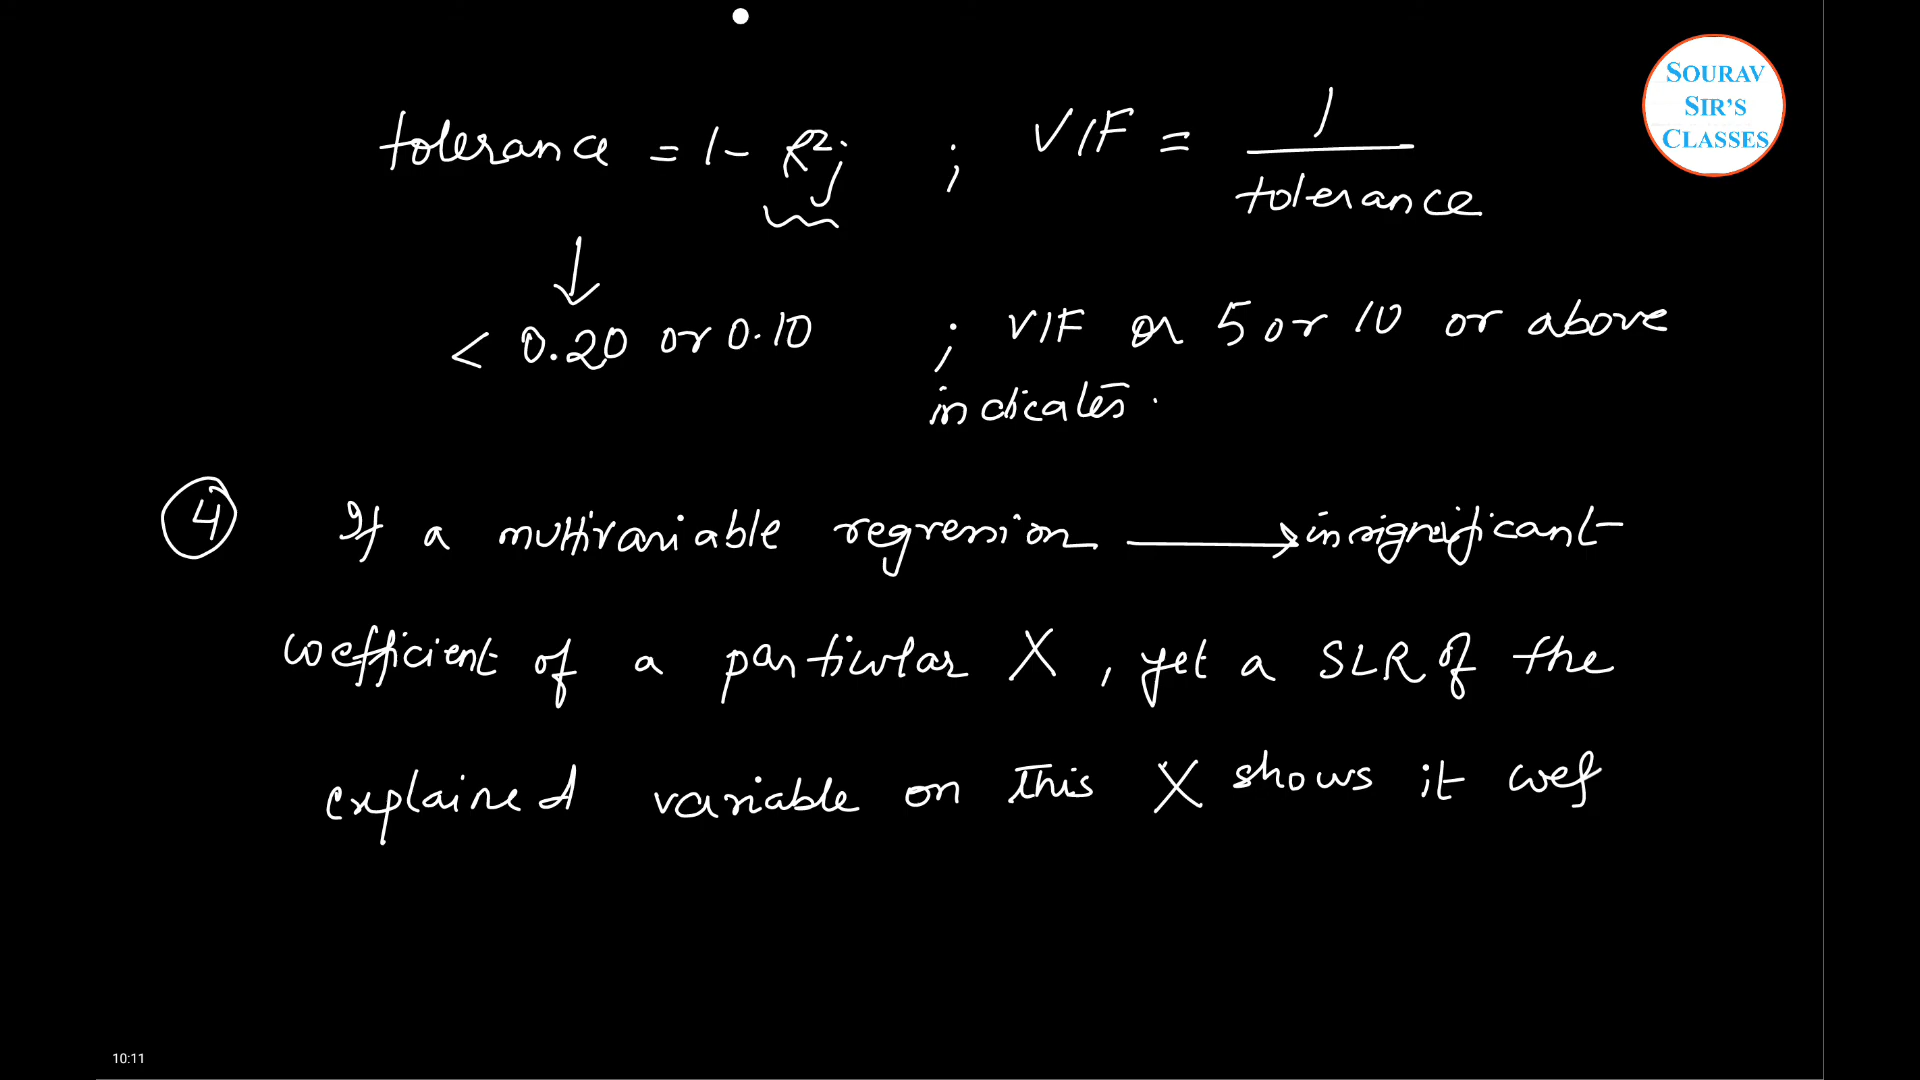 SOURAV
SIR'S
CLASSES
tolerance = 1 - R²j ; VIF = 1 / tolerance
< 0.20 or 0.10 ; VIF on 5 or 10 or above
indicates.
4 If a multivariable regression → insignificant
coefficient of a particular X, yet a SLR of the
explained variable on this X shows it coef
10:11